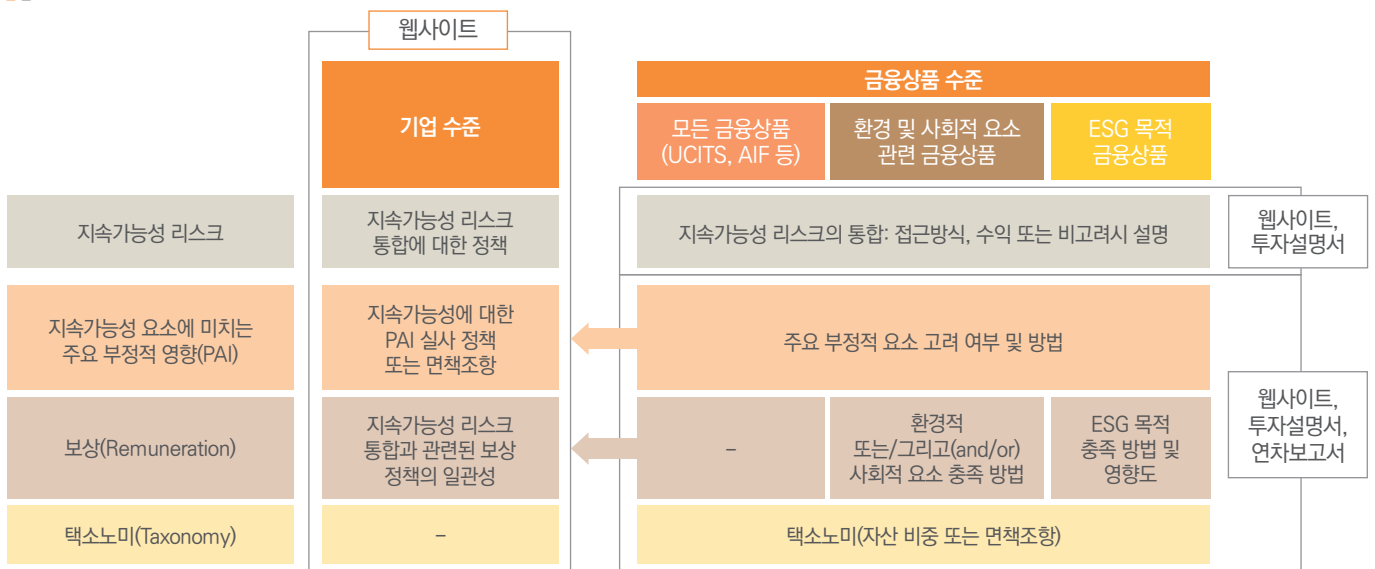 웹사이트
기업 수준
금융상품 수준
모든 금융상품
(UCITS, AIF 등)
환경 및 사회적 요소
관련 금융상품
ESG 목적
금융상품
지속가능성 리스크
지속가능성 리스크
통합에 대한 정책
지속가능성 리스크의 통합: 접근방식, 수익 또는 비고려시 설명
웹사이트,
투자설명서
지속가능성 요소에 미치는
주요 부정적 영향(PAI)
지속가능성에 대한
PAI 실사 정책
또는 면책조항
주요 부정적 요소 고려 여부 및 방법
보상(Remuneration)
지속가능성 리스크
통합과 관련된 보상
정책의 일관성
–
환경적
또는/그리고(and/or)
사회적 요소 충족 방법
ESG 목적
충족 방법 및
영향도
웹사이트,
투자설명서,
연차보고서
택소노미(Taxonomy)
–
택소노미(자산 비중 또는 면책조항)